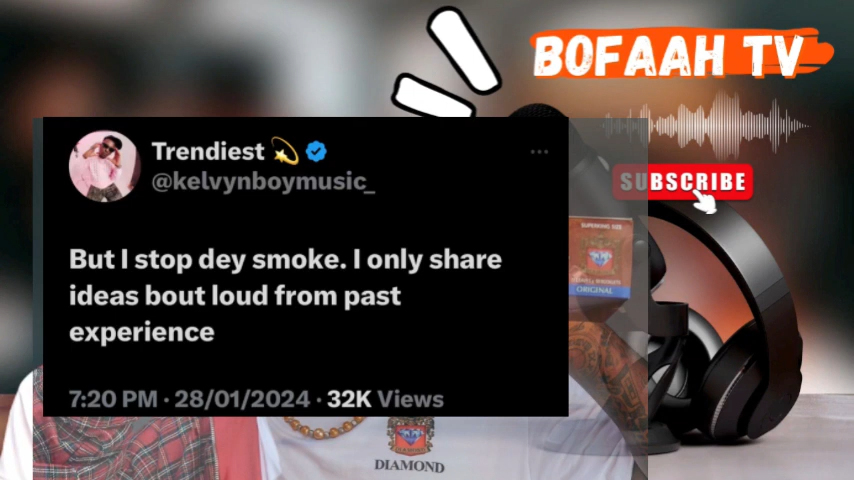 BOFAAH TV
Trendiest 💫
@kelvynboymusic_
SUBSCRIBE
But I stop dey smoke. I only share
ideas bout loud from past
experience
7:20 PM · 28/01/2024 · 32K Views
ORIGINAL
DIAMOND